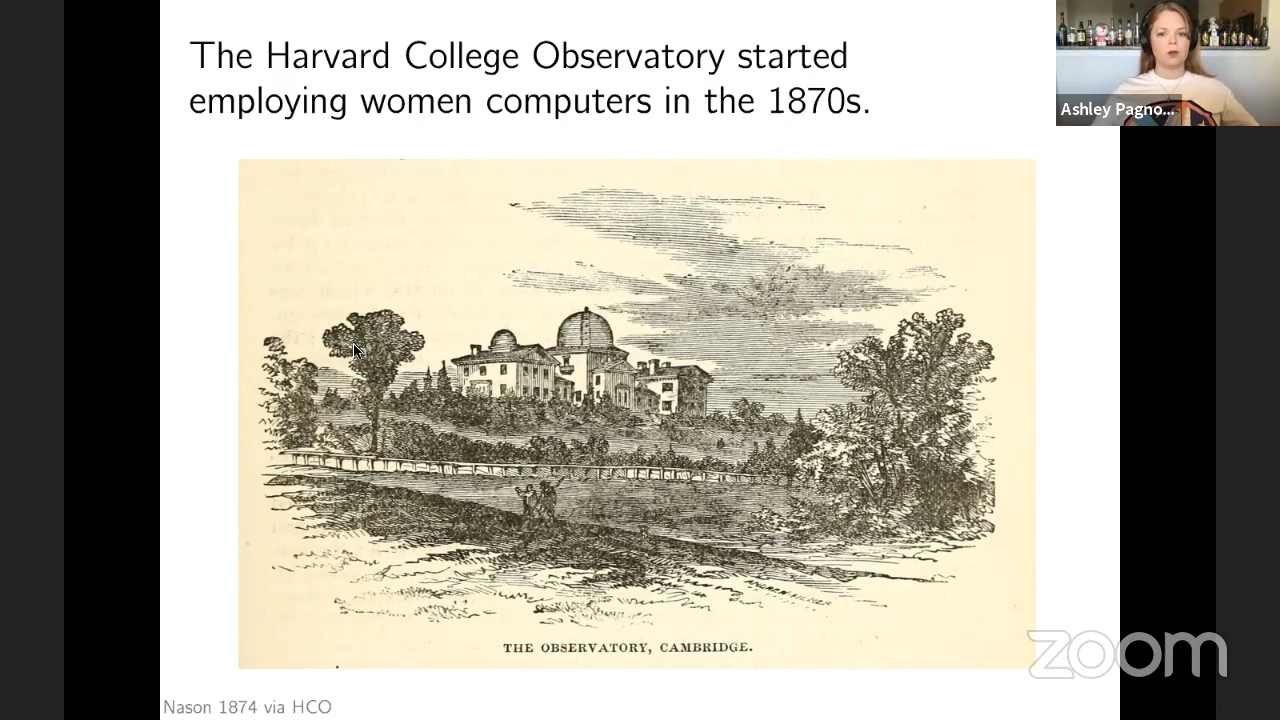 The Harvard College Observatory started
employing women computers in the 1870s.
Ashley Pagno...
THE OBSERVATORY, CAMBRIDGE.
zoom
Nason 1874 via HCO